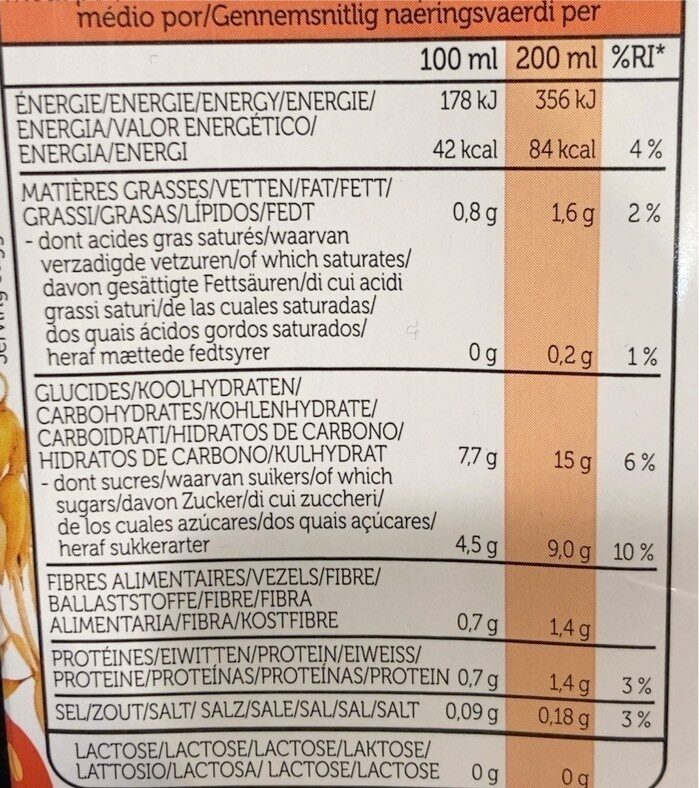 médio por/Gennemsnitlig naeringsvaerdi per
100 ml 200 ml %RI*
ÉNERGIE/ENERGIE/ENERGY/ENERGIE/ 178 kJ 356 kJ
ENERGIA/VALOR ENERGÉTICO/
ENERGIA/ENERGI 42 kcal 84 kcal 4 %
MATIÈRES GRASSES/VETTEN/FAT/FETT/
GRASSI/GRASAS/LÍPIDOS/FEDT 0,8 g 1,6 g 2 %
- dont acides gras saturés/waarvan
verzadigde vetzuren/of which saturates/
davon gesättigte Fettsäuren/di cui acidi
grassi saturi/de las cuales saturadas/
dos quais ácidos gordos saturados/
heraf mættede fedtsyrer 0 g 0,2 g 1 %
GLUCIDES/KOOLHYDRATEN/
CARBOHYDRATES/KOHLENHYDRATE/
CARBOIDRATI/HIDRATOS DE CARBONO/
HIDRATOS DE CARBONO/KULHYDRAT 7,7 g 15 g 6 %
- dont sucres/waarvan suikers/of which
sugars/davon Zucker/di cui zuccheri/
de los cuales azúcares/dos quais açúcares/
heraf sukkerarter 4,5 g 9,0 g 10 %
FIBRES ALIMENTAIRES/VEZELS/FIBRE/
BALLASTSTOFFE/FIBRE/FIBRA
ALIMENTARIA/FIBRA/KOSTFIBRE 0,7 g 1,4 g
PROTÉINES/EIWITTEN/PROTEIN/EIWEISS/
PROTEINE/PROTEÍNAS/PROTEÍNAS/PROTEIN 0,7 g 1,4 g 3 %
SEL/ZOUT/SALT/ SALZ/SALE/SAL/SAL/SALT 0,09 g 0,18 g 3 %
LACTOSE/LACTOSE/LACTOSE/LAKTOSE/
LATTOSIO/LACTOSA/ LACTOSE/LACTOSE 0 g 0 g